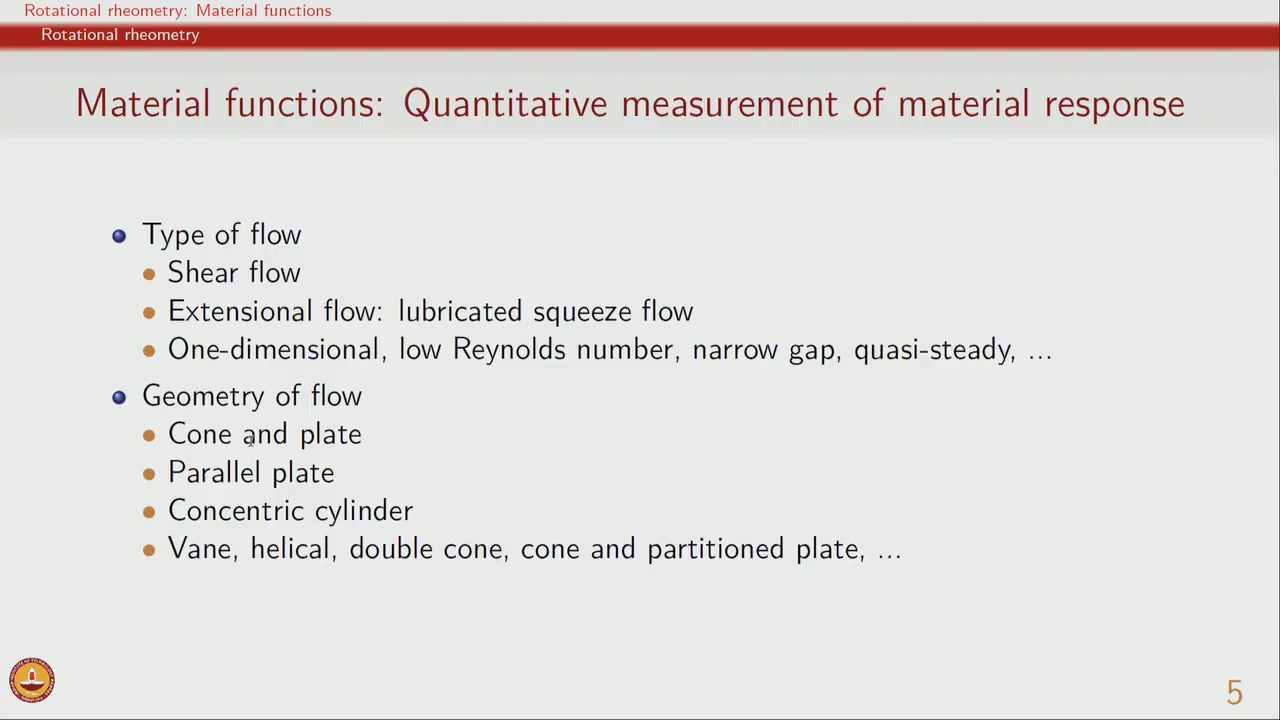 Rotational rheometry: Material functions
Rotational rheometry
Material functions: Quantitative measurement of material response
Type of flow
Shear flow
Extensional flow: lubricated squeeze flow
One-dimensional, low Reynolds number, narrow gap, quasi-steady, ...
Geometry of flow
Cone and plate
Parallel plate
Concentric cylinder
Vane, helical, double cone, cone and partitioned plate, ...
5